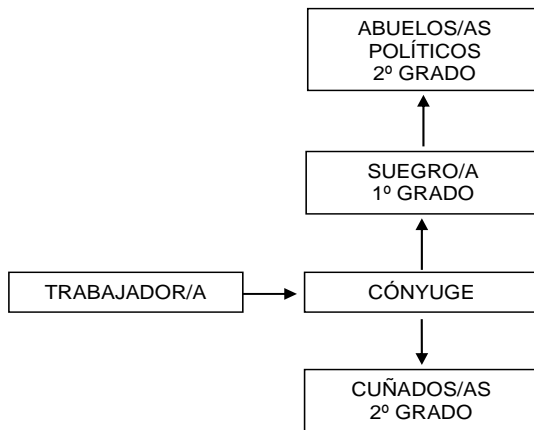 ABUELOS/AS
POLÍTICOS
2º GRADO
SUEGRO/A
1º GRADO
TRABAJADOR/A
CÓNYUGE
CUÑADOS/AS
2º GRADO